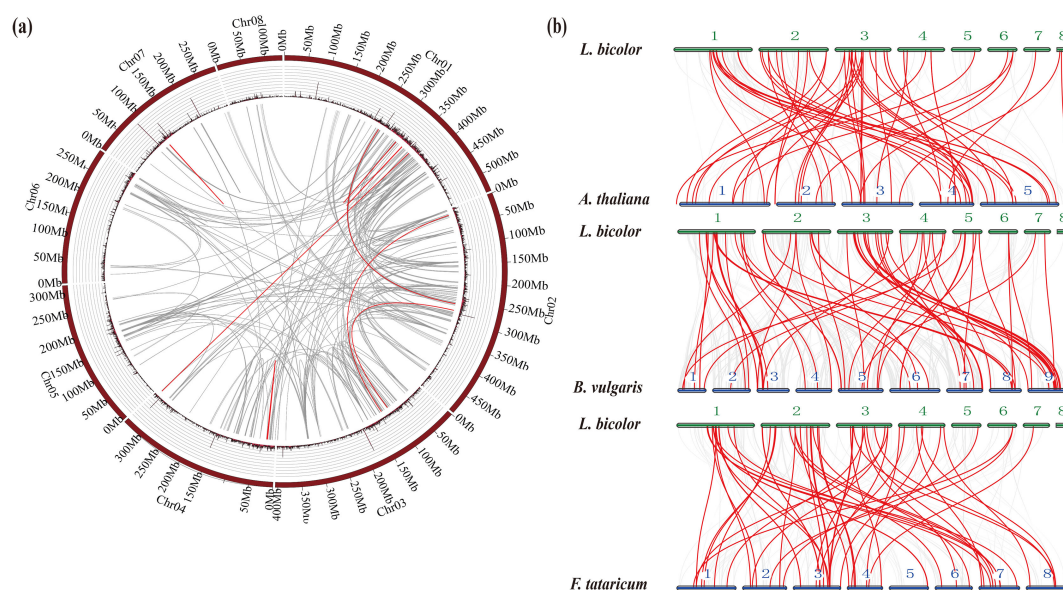 (a)
Chr08
0Mb
50Mb
100Mb
0Mb
50Mb
100Mb
150Mb
200Mb
250Mb
Chr01
300Mb
350Mb
400Mb
450Mb
500Mb
0Mb
50Mb
100Mb
150Mb
200Mb
250Mb
Chr02
300Mb
350Mb
400Mb
450Mb
0Mb
50Mb
100Mb
150Mb
200Mb
Chr03
250Mb
300Mb
350Mb
400Mb
0Mb
50Mb
150Mb
Chr04
200Mb
250Mb
300Mb
0Mb
50Mb
100Mb
Chr05
150Mb
200Mb
250Mb
300Mb
0Mb
50Mb
100Mb
150Mb
Chr06
200Mb
250Mb
0Mb
50Mb
100Mb
150Mb
Chr07
200Mb
250Mb
(b)
1 2 3 4 5 6 7 8
L. bicolor
A. thaliana
1 2 3 4 5
1 2 3 4 5 6 7 8
L. bicolor
B. vulgaris
1 2 3 4 5 6 7 8 9
1 2 3 4 5 6 7 8
L. bicolor
F. tataricum
1 2 3 4 5 6 7 8